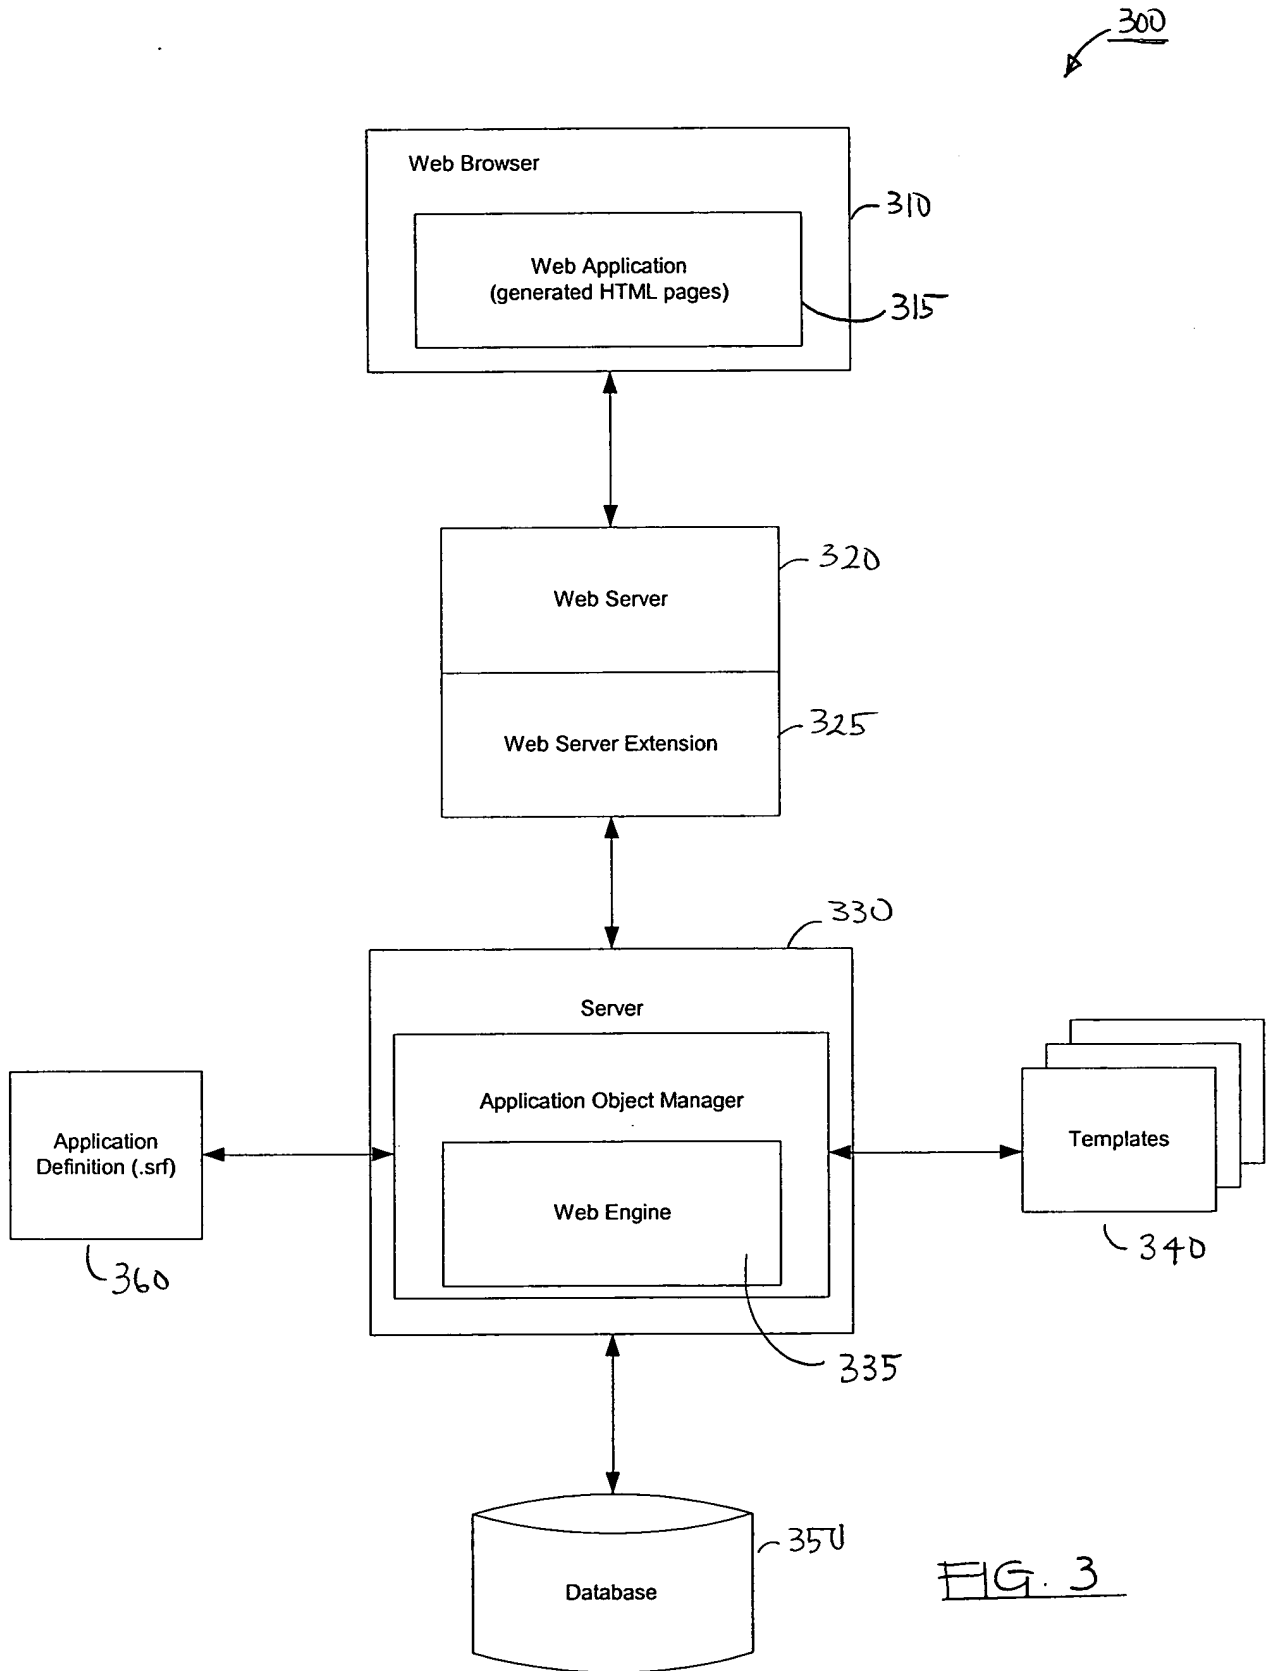 300
Web Browser
310
Web Application
(generated HTML pages)
315
320
Web Server
325
Web Server Extension
330
Server
Application Object Manager
Application
Definition (.srf)
Templates
Web Engine
340
360
335
350
Database
FIG. 3